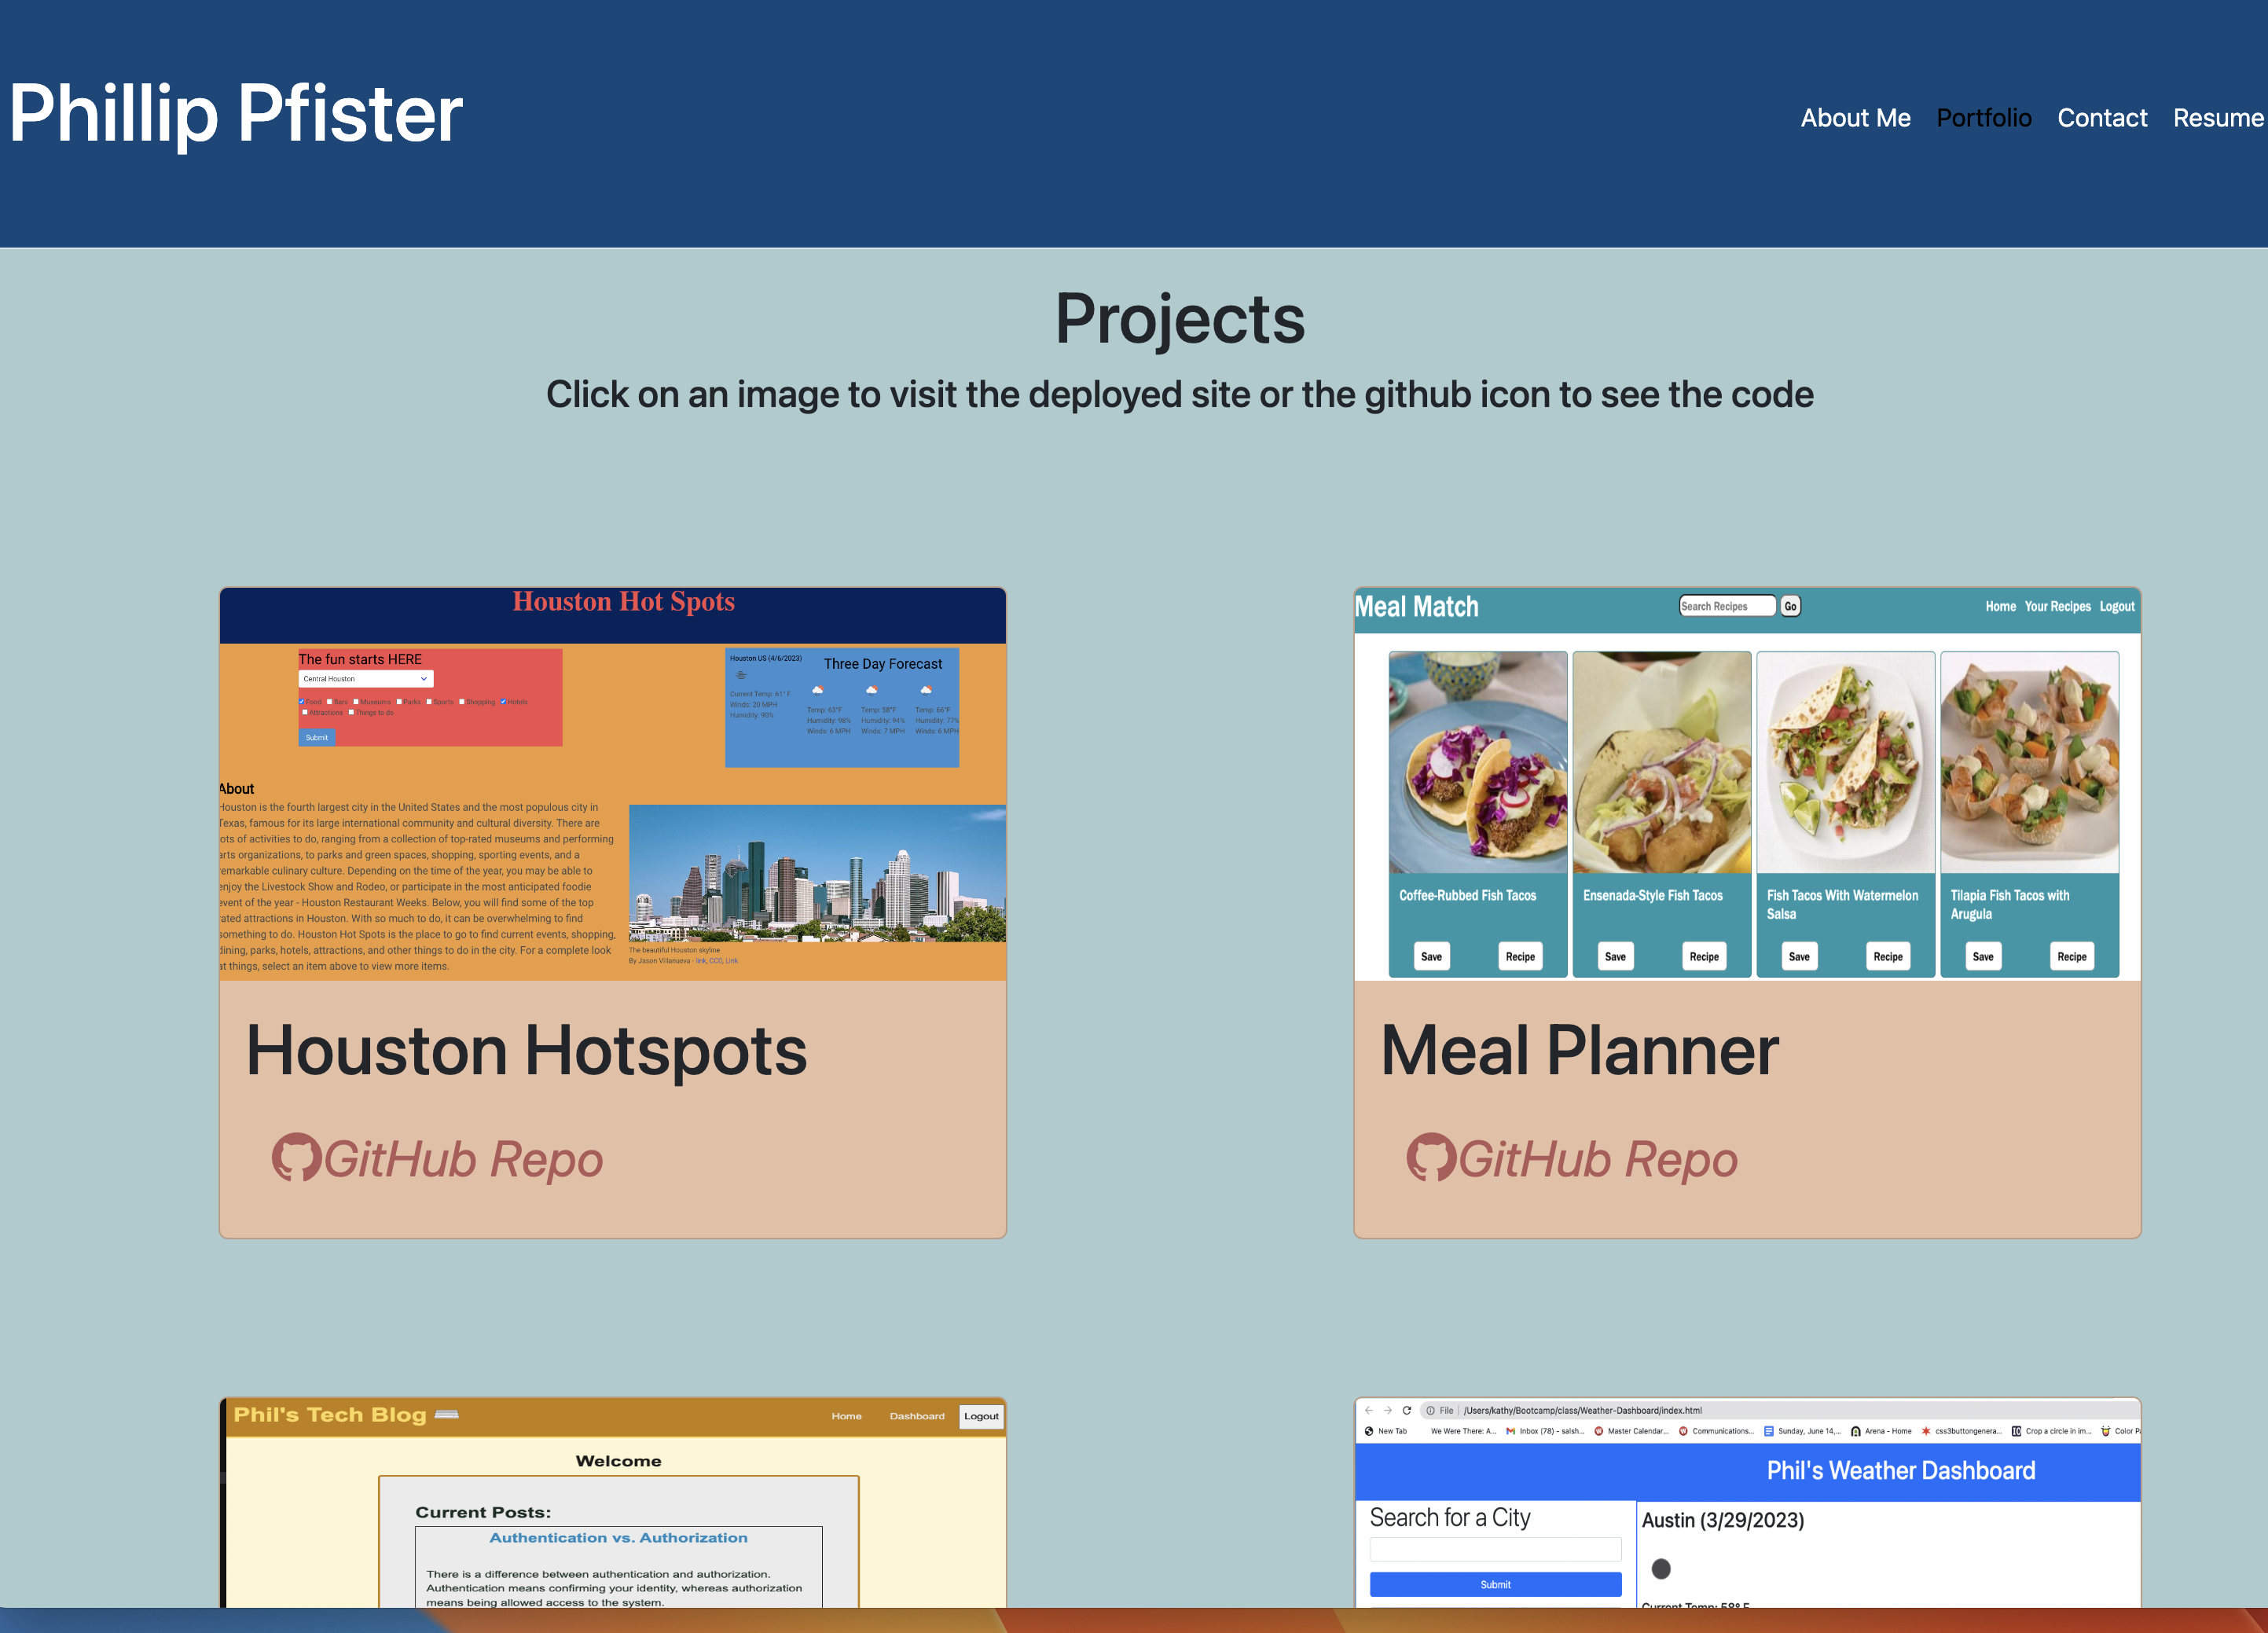 Phillip Pfister
About Me Portfolio Contact Resume
Projects
Click on an image to visit the deployed site or the github icon to see the code
Houston Hot Spots
The fun starts HERE
Central Houston
Food Bars Museums Parks Sports Shopping Hotels
Attractions Things to do
Submit
Houston US (4/6/2023)
Current Temp: 61° F
Winds: 20 MPH
Humidity: 90%
Three Day Forecast
Temp: 63°F Temp: 58°F Temp: 66°F
Humidity: 98% Humidity: 94% Humidity: 77%
Winds: 6 MPH Winds: 7 MPH Winds: 6 MPH
About
Houston is the fourth largest city in the United States and the most populous city in
Texas, famous for its large international community and cultural diversity. There are
ots of activities to do, ranging from a collection of top-rated museums and performing
arts organizations, to parks and green spaces, shopping, sporting events, and a
remarkable culinary culture. Depending on the time of the year, you may be able to
enjoy the Livestock Show and Rodeo, or participate in the most anticipated foodie
event of the year - Houston Restaurant Weeks. Below, you will find some of the top
rated attractions in Houston. With so much to do, it can be overwhelming to find
something to do. Houston Hot Spots is the place to go to find current events, shopping,
dining, parks, hotels, attractions, and other things to do in the city. For a complete look
at things, select an item above to view more items.
The beautiful Houston skyline
By Jason Villanueva - link, CC0, Link
Houston Hotspots
GitHub Repo
Meal Match
Search Recipes Go
Home Your Recipes Logout
Coffee-Rubbed Fish Tacos
Save Recipe
Ensenada-Style Fish Tacos
Save Recipe
Fish Tacos With Watermelon
Salsa
Save Recipe
Tilapia Fish Tacos with
Arugula
Save Recipe
Meal Planner
GitHub Repo
Phil's Tech Blog
Home Dashboard Logout
Welcome
Current Posts:
Authentication vs. Authorization
There is a difference between authentication and authorization.
Authentication means confirming your identity, whereas authorization
means being allowed access to the system.
File /Users/kathy/Bootcamp/class/Weather-Dashboard/index.html
New Tab We Were There: A... Inbox (78) - salsh... Master Calendar... Communications... Sunday, June 14,... Arena - Home css3buttongenera... Crop a circle in im... Color P
Phil's Weather Dashboard
Search for a City
Submit
Austin (3/29/2023)
Current Temp: 58° F